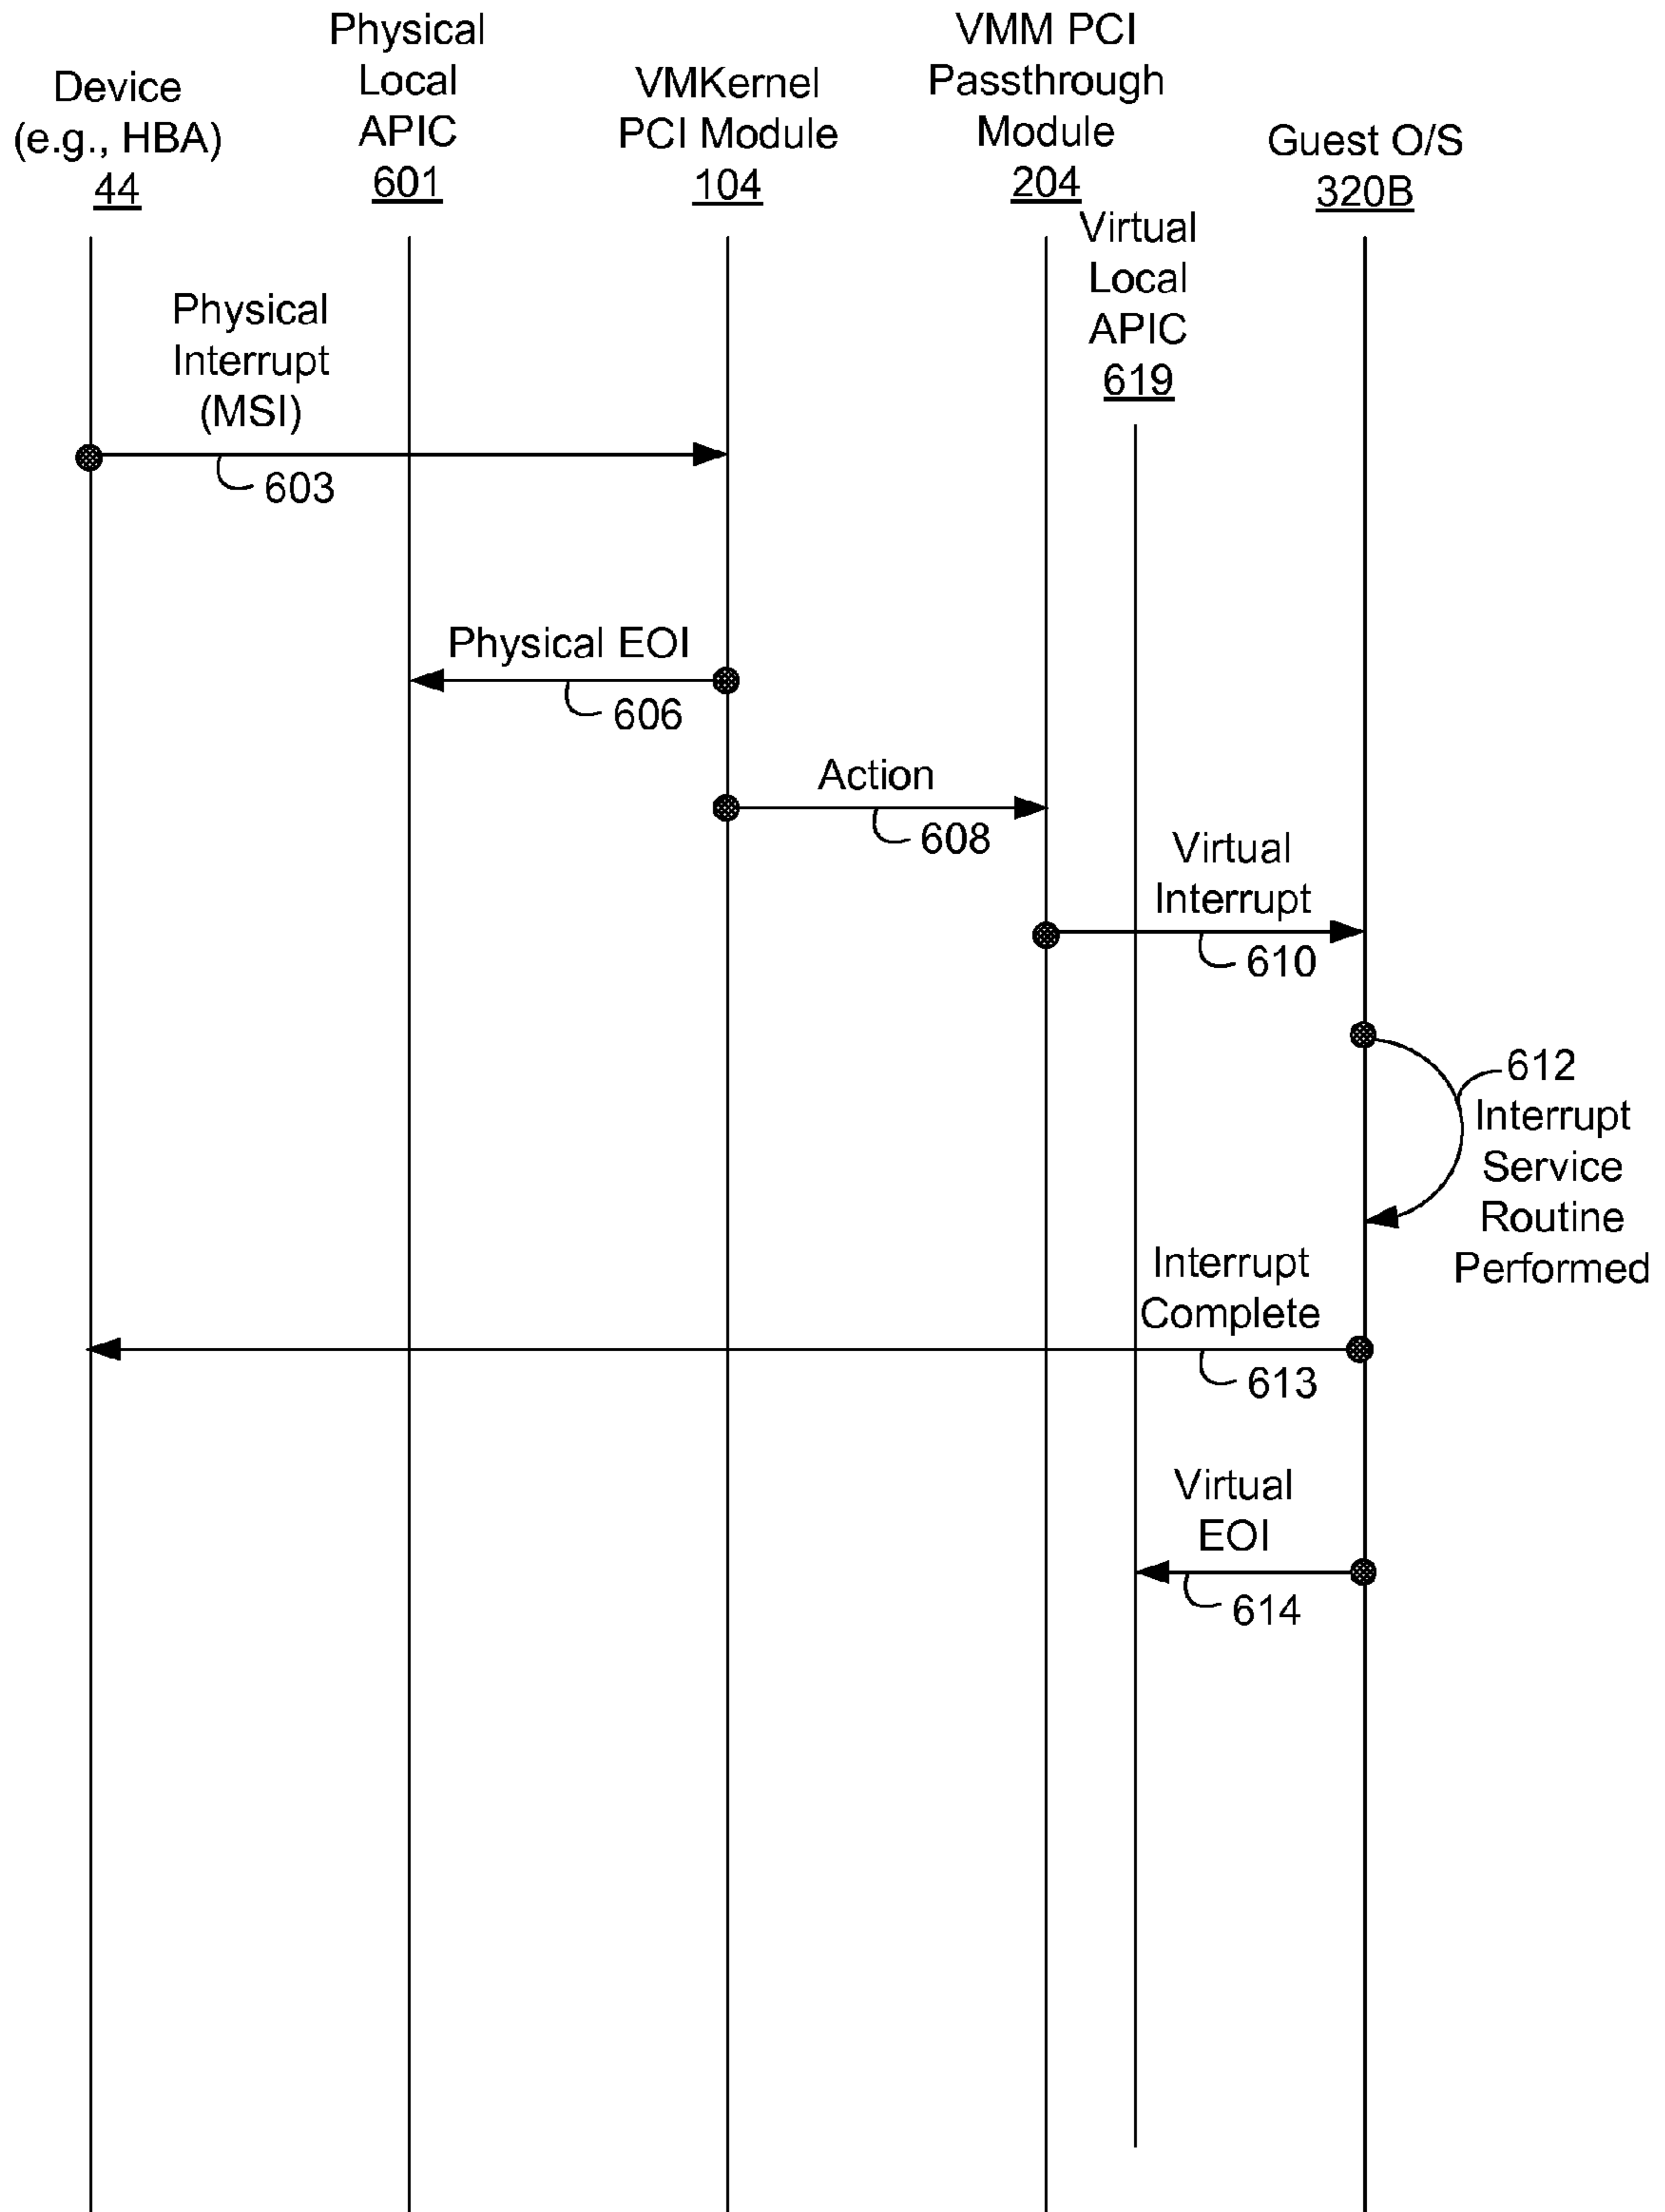 Device
(e.g., HBA)
44
Physical
Local
APIC
601
VMKernel
PCI Module
104
VMM PCI
Passthrough
Module
204
Virtual
Local
APIC
619
Guest O/S
320B
Physical
Interrupt
(MSI)
603
Physical EOI
606
Action
608
Virtual
Interrupt
610
612
Interrupt
Service
Routine
Performed
Interrupt
Complete
613
Virtual
EOI
614